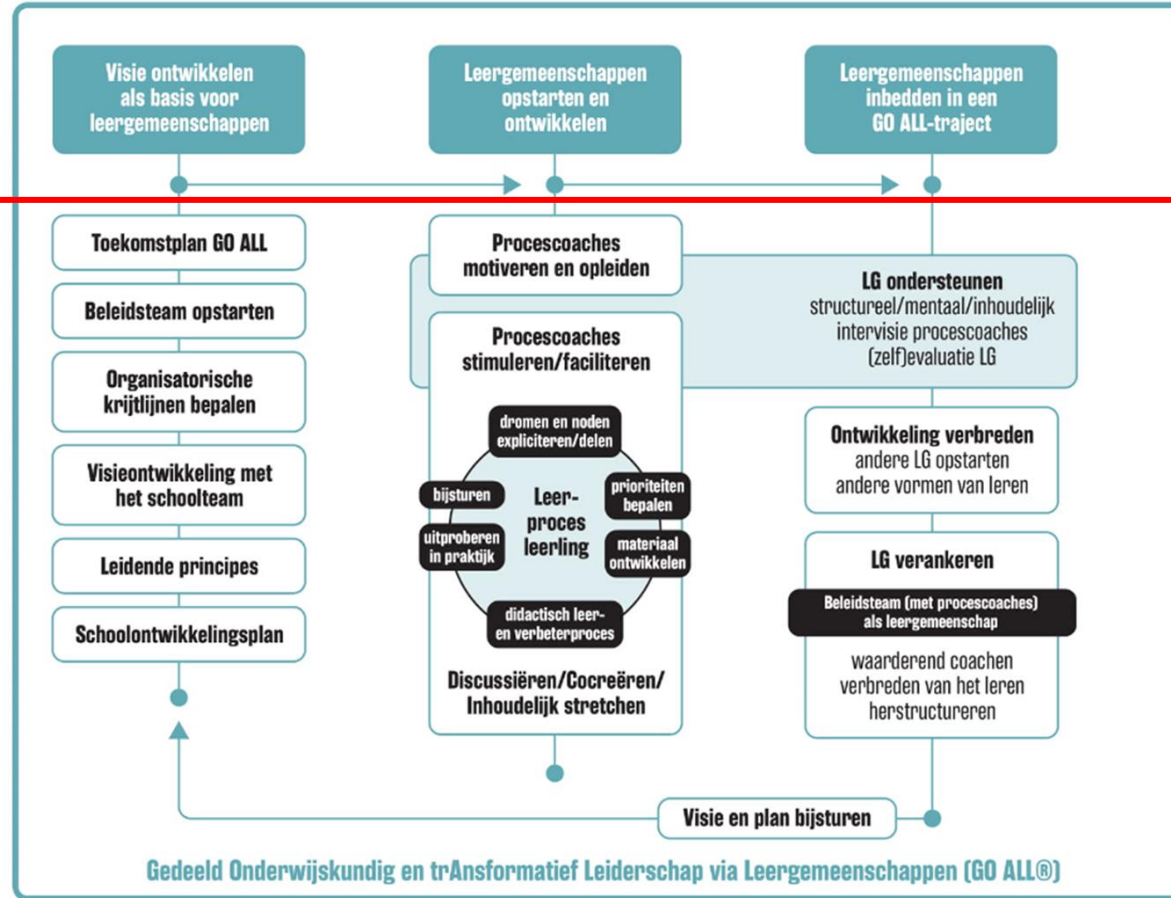 Visie ontwikkelen
als basis voor
leergemeenschappen
Leergemeenschappen
opstarten en
ontwikkelen
Leergemeenschappen
inbedden in een
GO ALL-traject
Toekomstplan GO ALL
Beleidsteam opstarten
Organisatorische
krijtlijnen bepalen
Visieontwikkeling met
het schoolteam
Leidende principes
Schoolontwikkelingsplan
Procescoaches
motiveren en opleiden
Procescoaches
stimuleren/faciliteren
dromen en noden
expliciteren/delen
prioriteiten
bepalen
materiaal
ontwikkelen
didactisch leer-
en verbeterproces
uitproberen
in praktijk
bijsturen
Leer-
proces
leerling
Discussiëren/Cocreëren/
Inhoudelijk stretchen
LG ondersteunen
structureel/mentaal/inhoudelijk
intervisie procescoaches
(zelf)evaluatie LG
Ontwikkeling verbreden
andere LG opstarten
andere vormen van leren
LG verankeren
Beleidsteam (met procescoaches)
als leergemeenschap
waarderend coachen
verbreden van het leren
herstructureren
Visie en plan bijsturen
Gedeeld Onderwijskundig en trAnsformatief Leiderschap via Leergemeenschappen (GO ALL®)